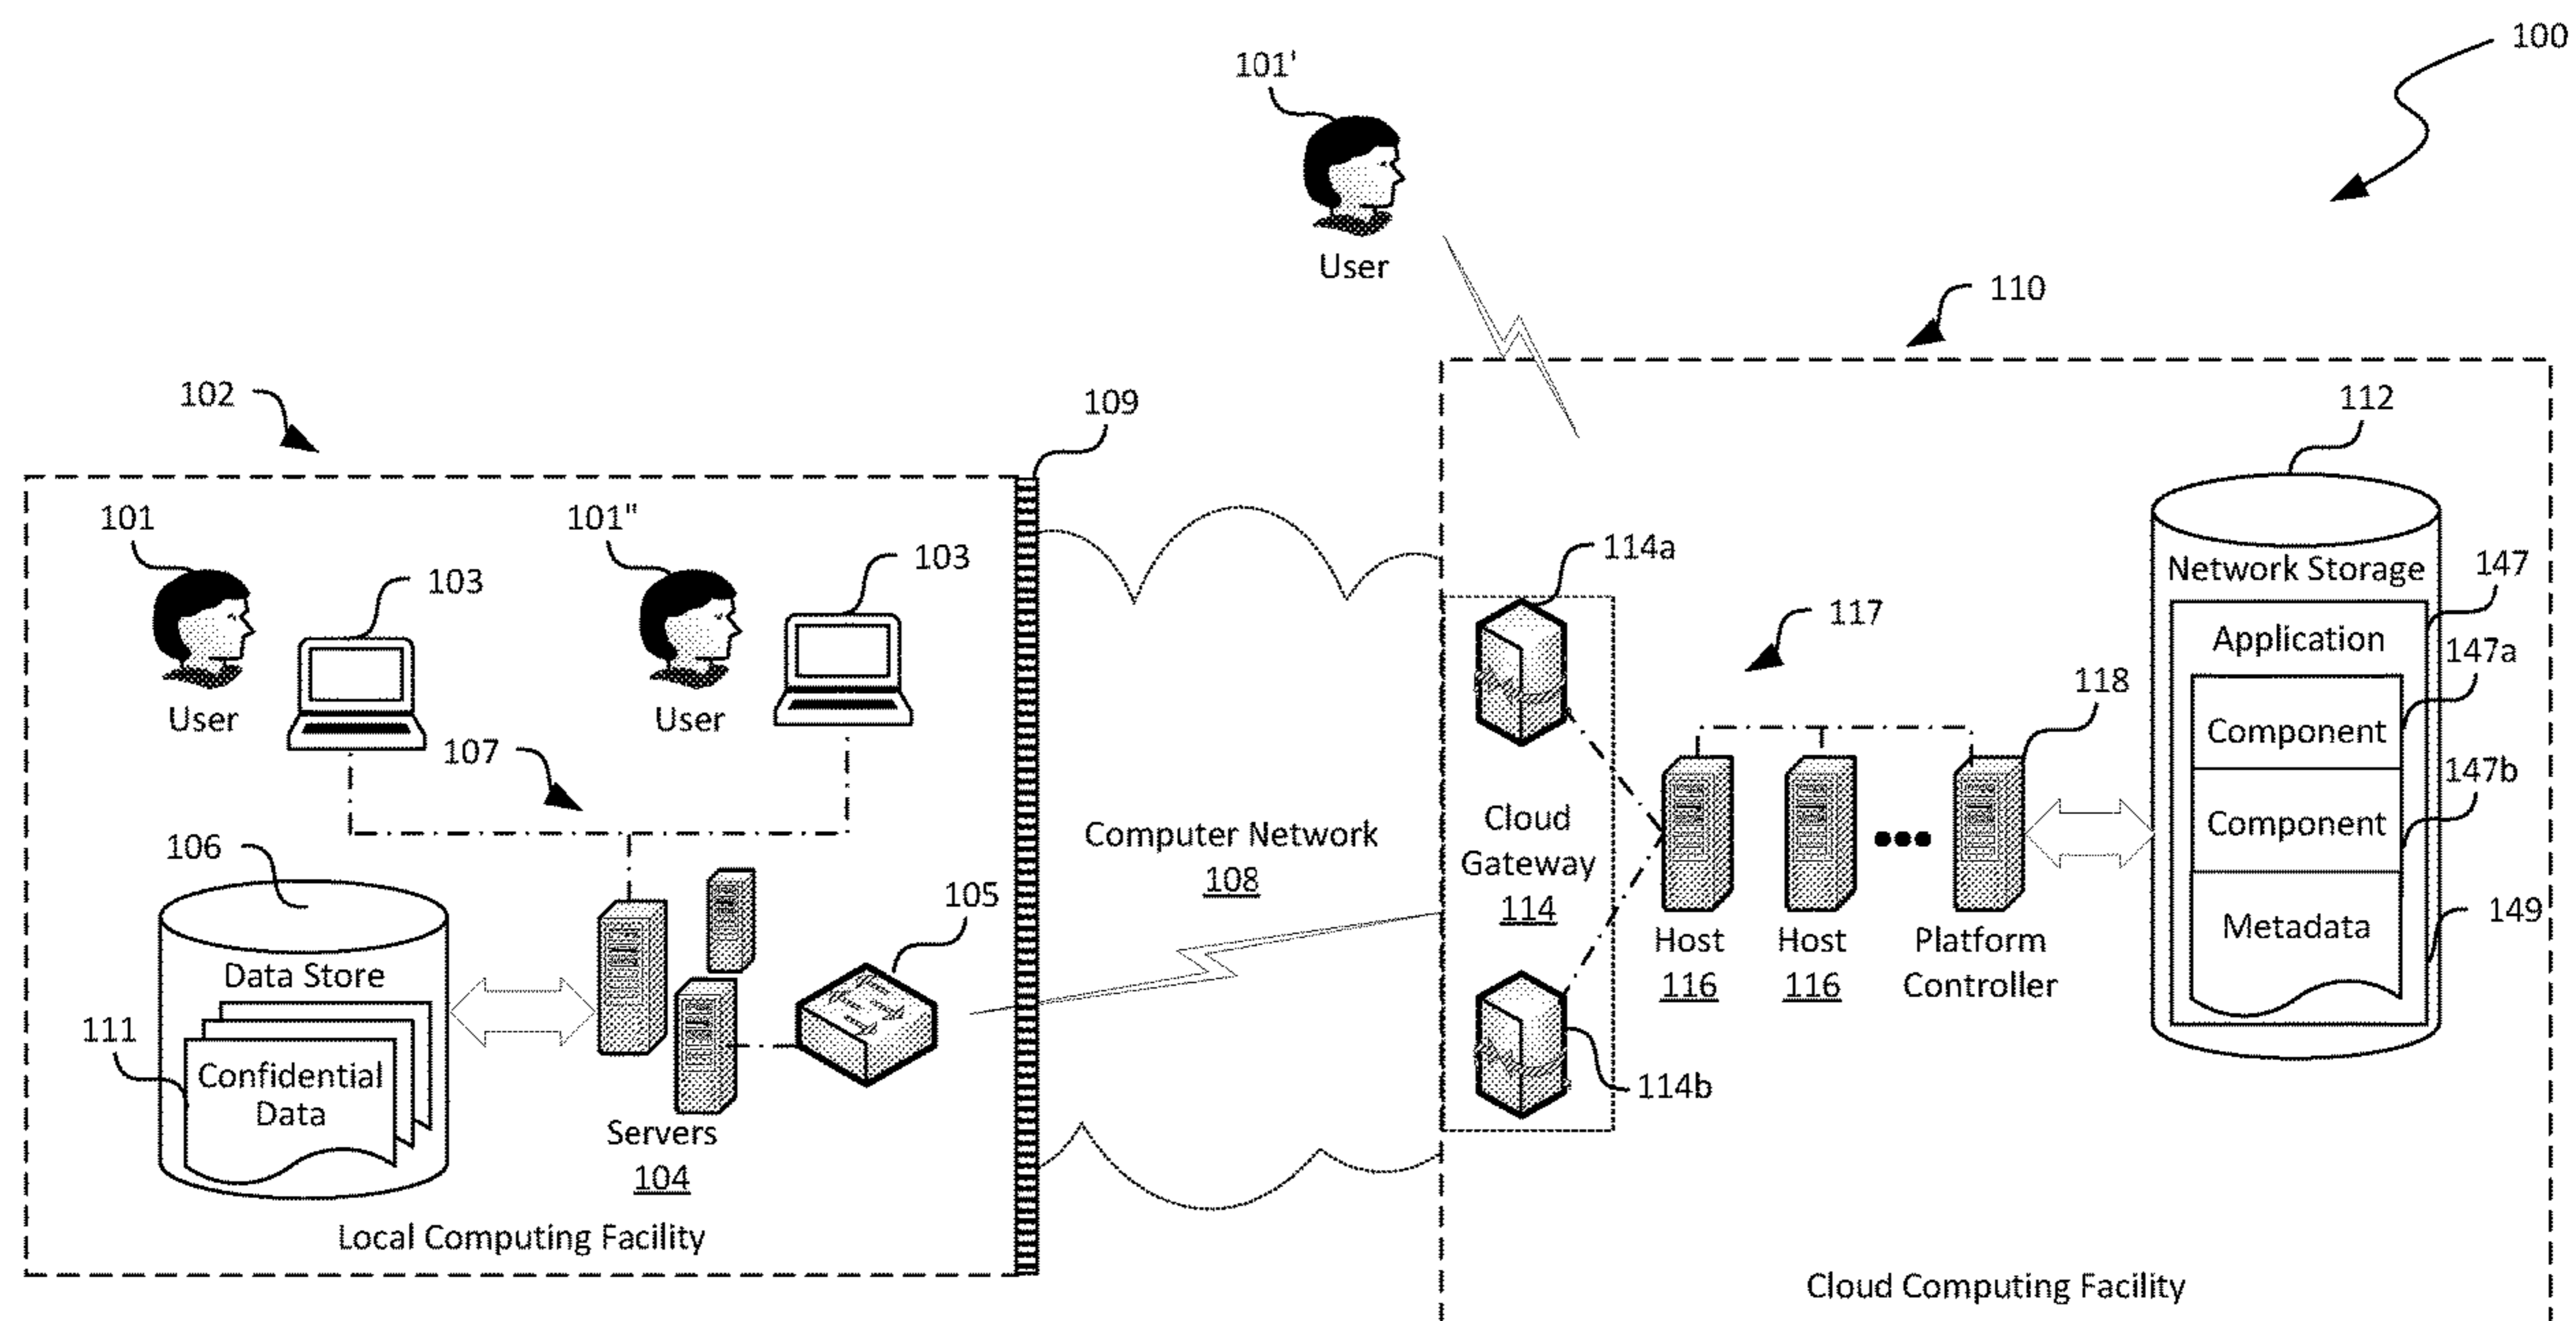 100
101'
User
110
102
109
112
101
101"
103
103
User
User
107
114a
117
Network Storage
147
Application
147a
118
Component
147b
Component
106
Computer Network
108
Cloud
Gateway
114
105
Host
116
Host
116
Platform
Controller
Metadata
149
Data Store
111
Confidential
Data
114b
Servers
104
Local Computing Facility
Cloud Computing Facility